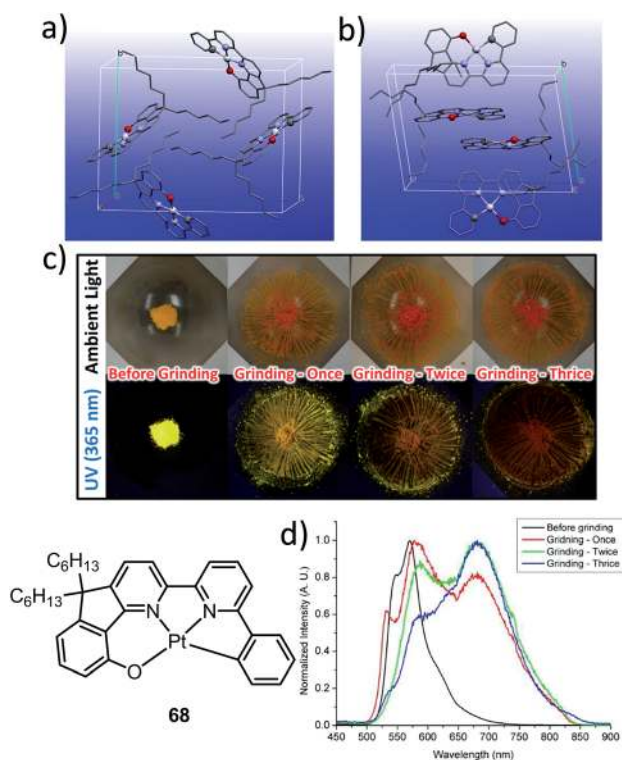 a)
b)
c)
Ambient Light
Before Grinding
Grinding - Once
Grinding - Twice
Grinding - Thrice
UV (365 nm)
C6H13
C6H13
N
N
Pt
O
68
d)
Before grinding
Gridning - Once
Grinding - Twice
Grinding - Thrice
Normalized Intensity (A. U.)
1.0
0.8
0.6
0.4
0.2
0.0
450 500 550 600 650 700 750 800 850 900
Wavelength (nm)